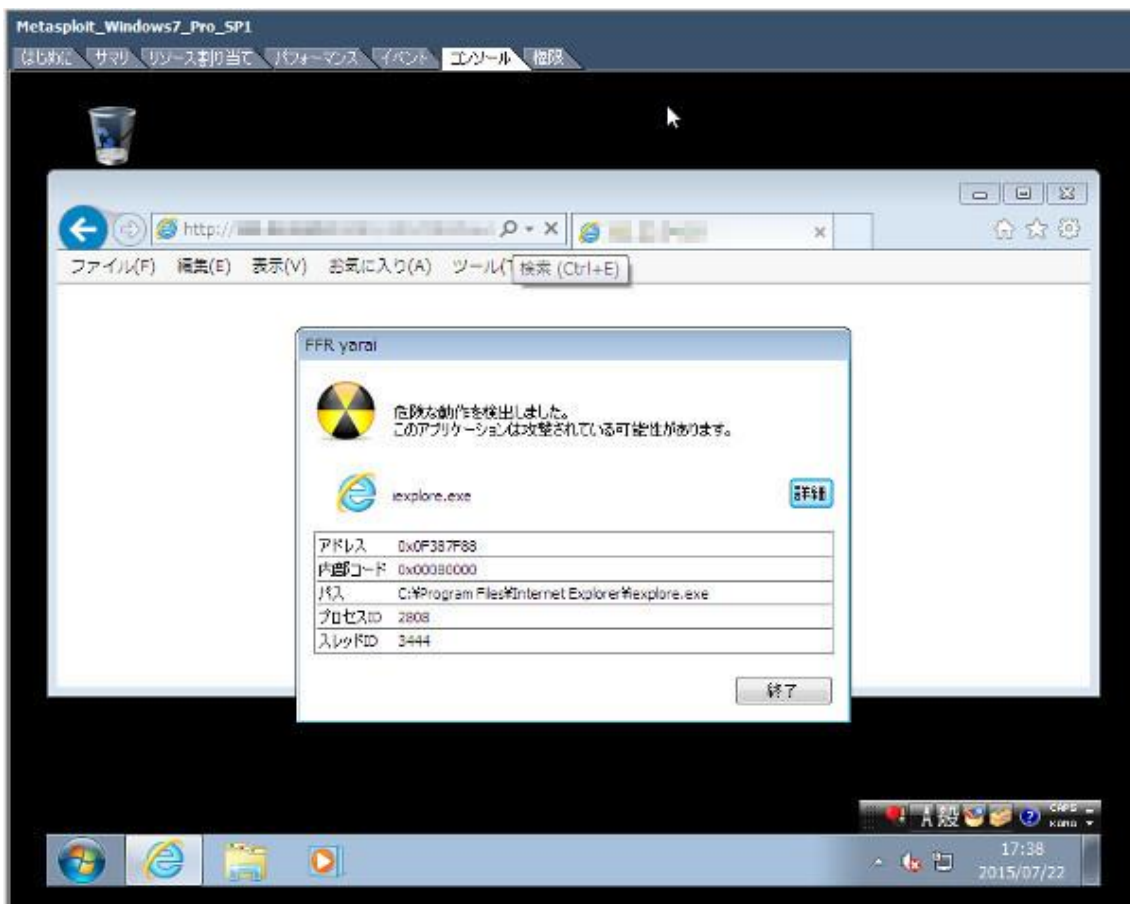 Metasploit_Windows7_Pro_SP1
はじめに サマリ リソース割り当て パフォーマンス イベント コンソール 権限
http://
ファイル(F) 編集(E) 表示(V) お気に入り(A) ツール(T
検索 (Ctrl+E)
FFR yarai
危険な動作を検出しました。
このアプリケーションは攻撃されている可能性があります。
iexplore.exe
詳細
アドレス 0x0F387F88
内部コード 0x00080000
パス C:¥Program Files¥Internet Explorer¥iexplore.exe
プロセスID 2808
スレッドID 3444
終了
A 般
CAPS
KANA
17:38
2015/07/22